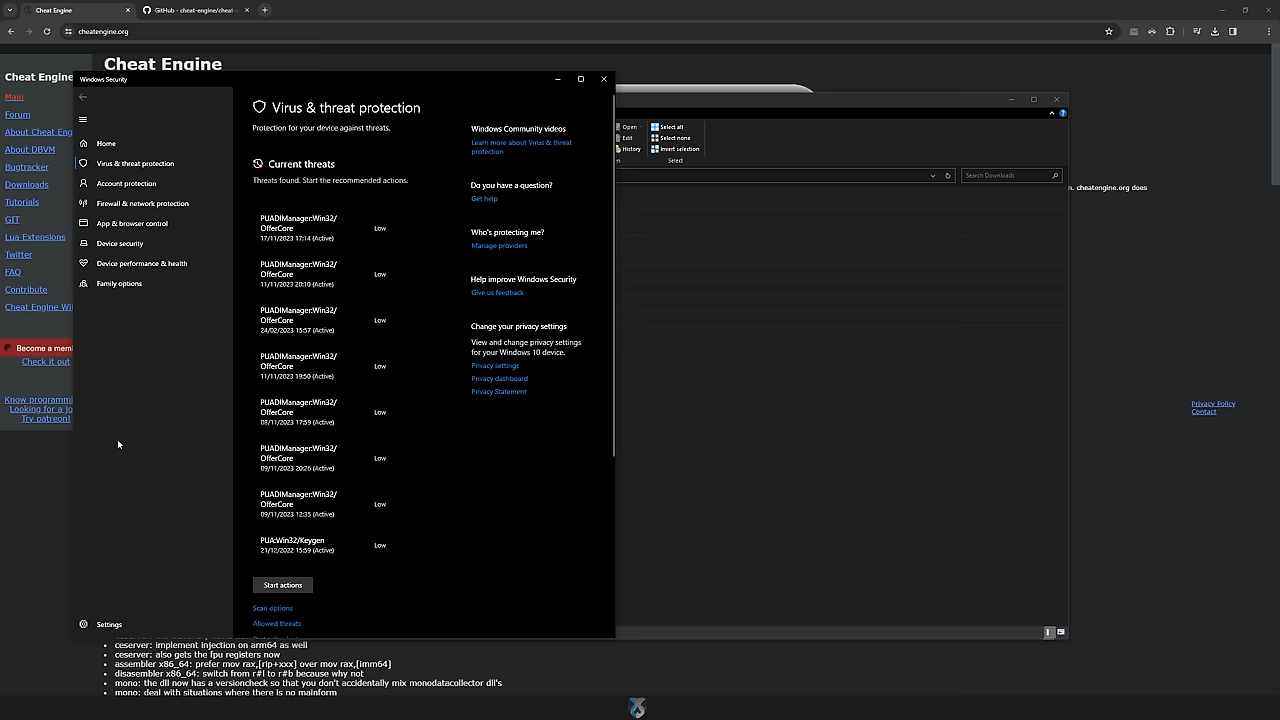 Cheat Engine
GitHub - cheat-engine/cheat-
cheatengine.org
Cheat Engine
Cheat Engine
Main
Forum
About Cheat Eng
About DBVM
Bugtracker
Downloads
Tutorials
GIT
Lua Extensions
Twitter
FAQ
Contribute
Cheat Engine Wi
Become a mem
Check it out
Know programmi
Looking for a jo
Try patreon!
Windows Security
Home
Virus & threat protection
Account protection
Firewall & network protection
App & browser control
Device security
Device performance & health
Family options
Settings
Virus & threat protection
Protection for your device against threats.
Current threats
Threats found. Start the recommended actions.
PUADlManager:Win32/
OfferCore
17/11/2023 17:14 (Active)
Low
PUADlManager:Win32/
OfferCore
11/11/2023 20:10 (Active)
Low
PUADlManager:Win32/
OfferCore
24/02/2023 15:57 (Active)
Low
PUADlManager:Win32/
OfferCore
11/11/2023 19:50 (Active)
Low
PUADlManager:Win32/
OfferCore
08/11/2023 17:59 (Active)
Low
PUADlManager:Win32/
OfferCore
09/11/2023 20:26 (Active)
Low
PUADlManager:Win32/
OfferCore
09/11/2023 12:35 (Active)
Low
PUA:Win32/Keygen
21/12/2022 15:59 (Active)
Low
Start actions
Scan options
Allowed threats
Windows Community videos
Learn more about Virus & threat
protection
Do you have a question?
Get help
Who's protecting me?
Manage providers
Help improve Windows Security
Give us feedback
Change your privacy settings
View and change privacy settings
for your Windows 10 device.
Privacy settings
Privacy dashboard
Privacy Statement
Open
Edit
History
Select all
Select none
Invert selection
Select
Search Downloads
n. cheatengine.org does
Privacy Policy
Contact
ceserver: implement injection on arm64 as well
ceserver: also gets the fpu registers now
assembler x86_64: prefer mov rax,[rip+xxx] over mov rax,[imm64]
disassembler x86_64: switch from r#l to r#b because why not
mono: the dll now has a versioncheck so that you don't accidentally mix monodatacollector dll's
mono: deal with situations where there is no mainform